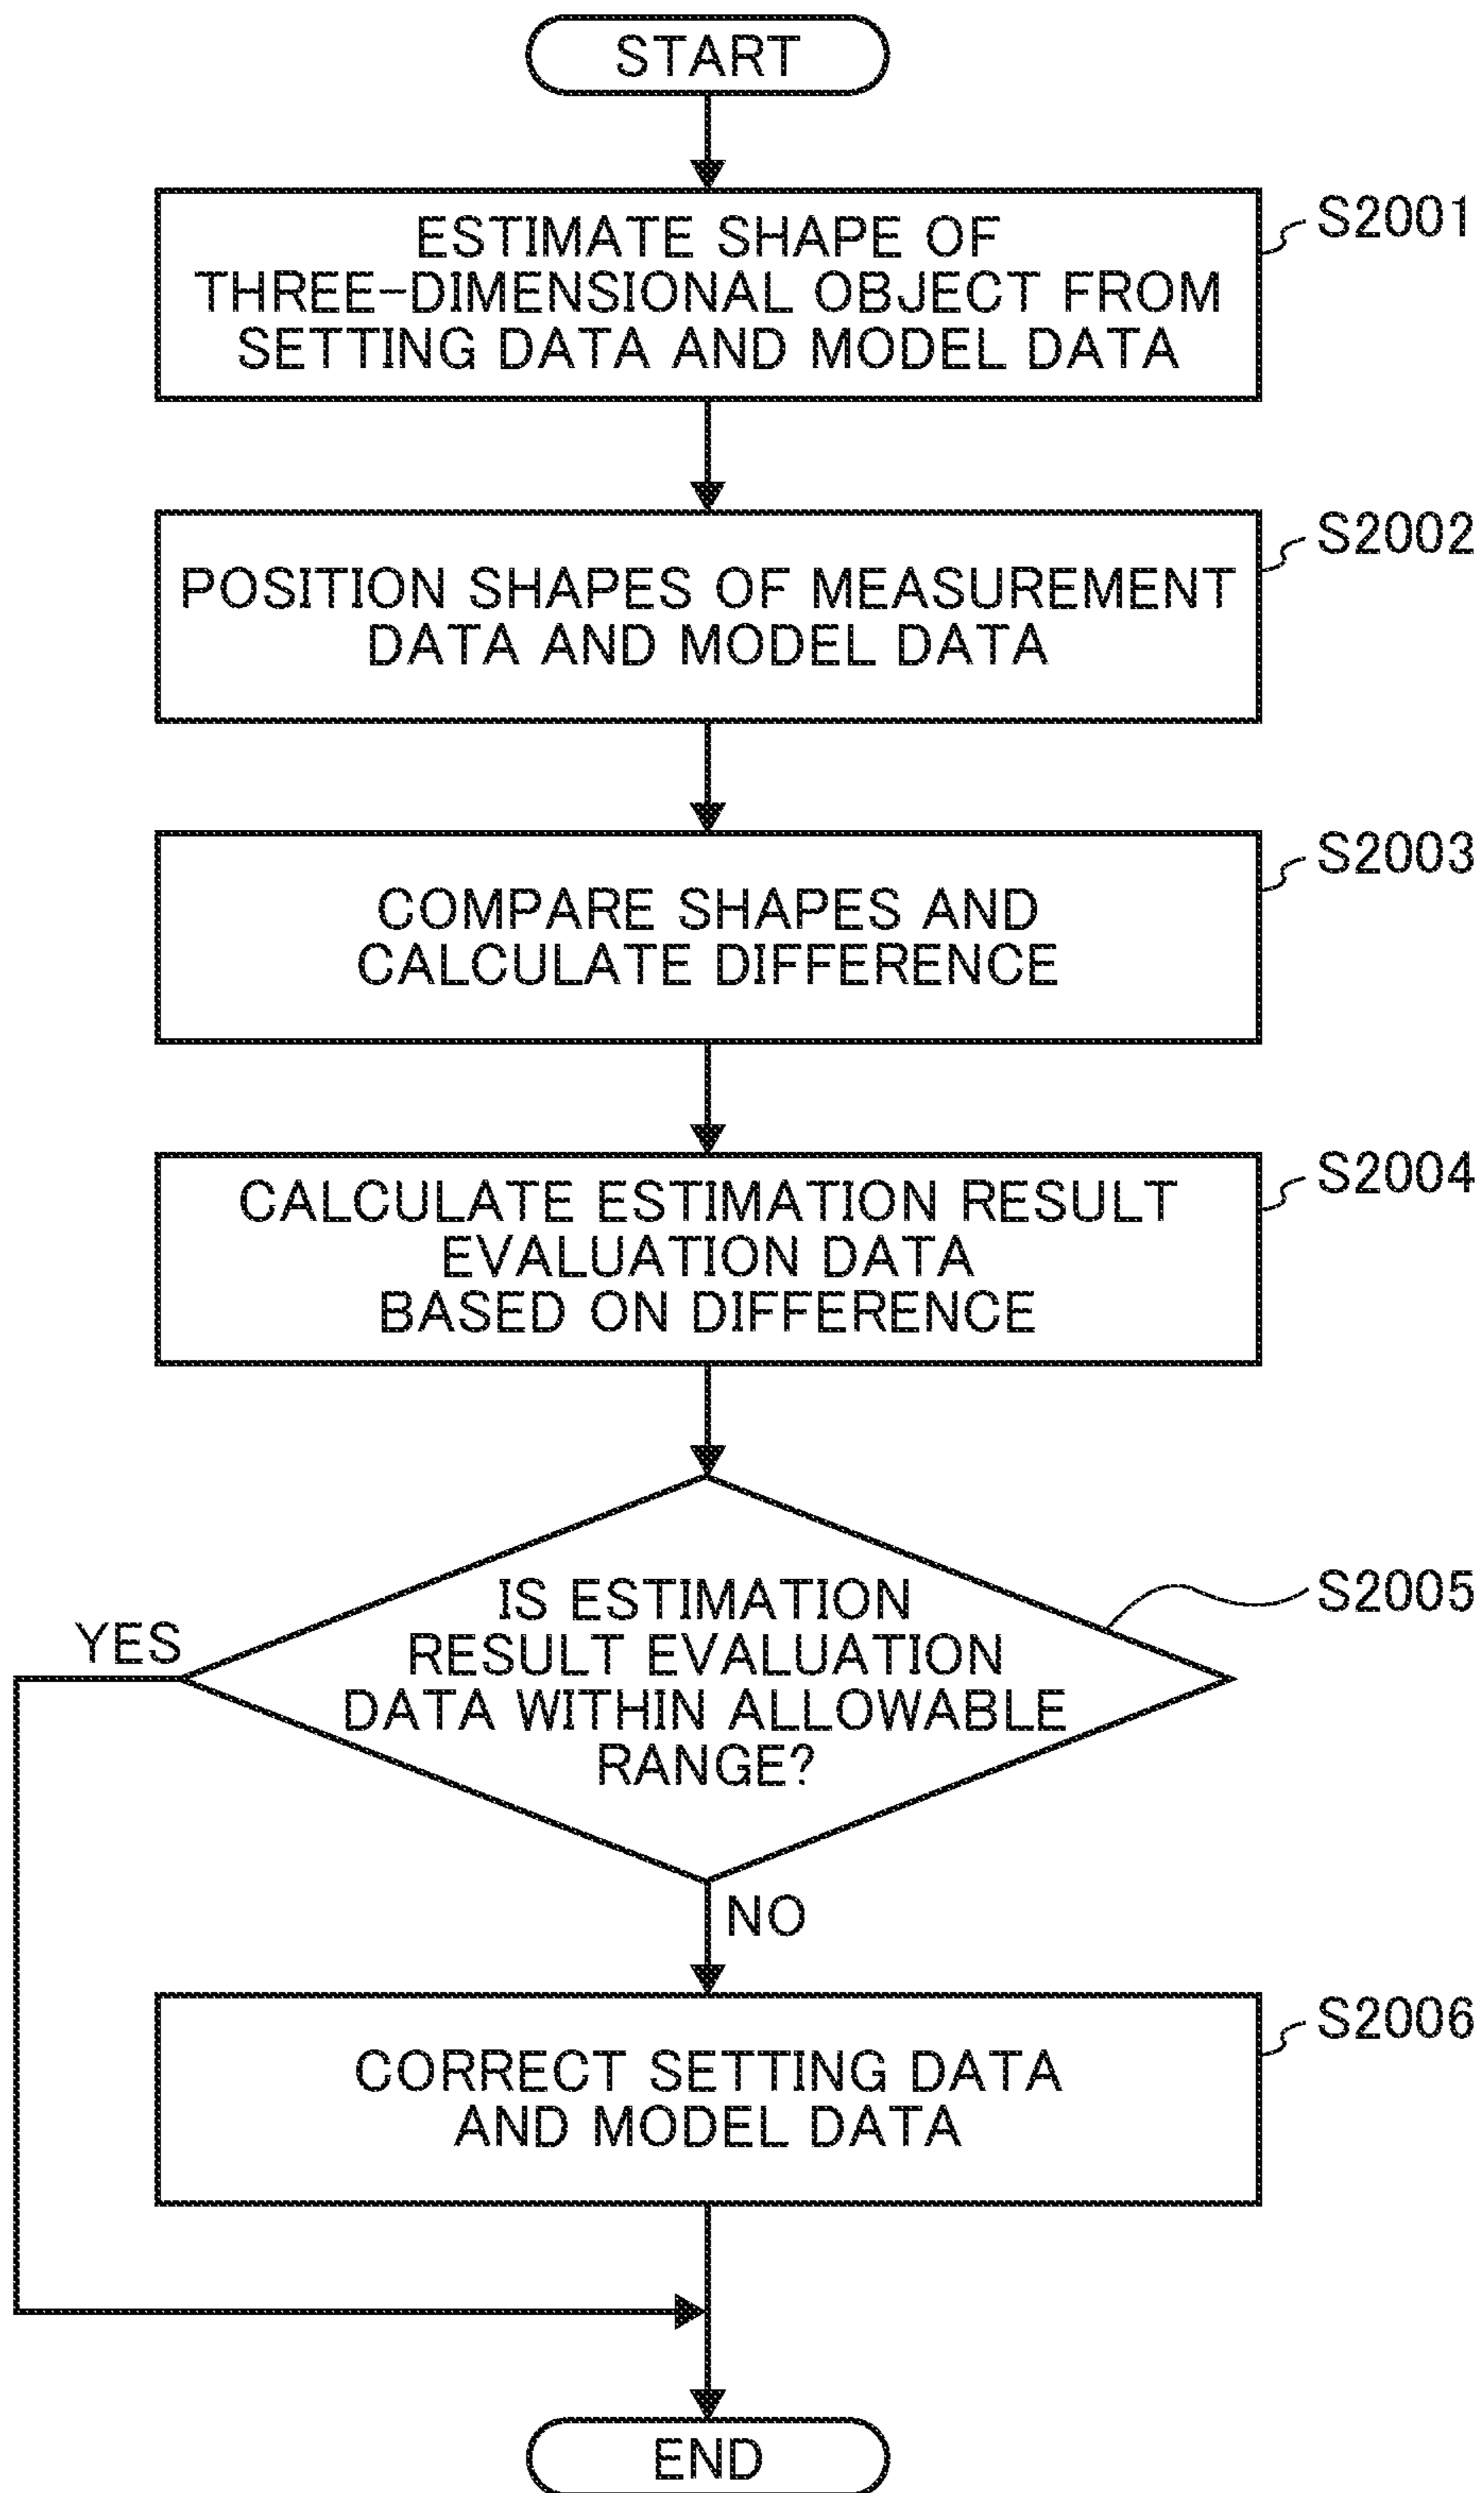 START
ESTIMATE SHAPE OF
THREE-DIMENSIONAL OBJECT FROM
SETTING DATA AND MODEL DATA
S2001
POSITION SHAPES OF MEASUREMENT
DATA AND MODEL DATA
S2002
COMPARE SHAPES AND
CALCULATE DIFFERENCE
S2003
CALCULATE ESTIMATION RESULT
EVALUATION DATA
BASED ON DIFFERENCE
S2004
IS ESTIMATION
RESULT EVALUATION
DATA WITHIN ALLOWABLE
RANGE?
S2005
YES
NO
CORRECT SETTING DATA
AND MODEL DATA
S2006
END